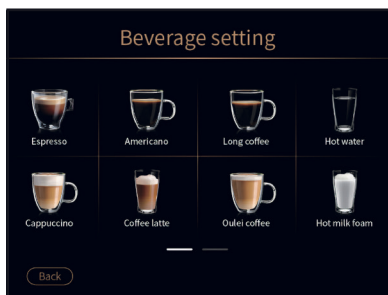 Beverage setting
Espresso
Americano
Long coffee
Hot water
Cappuccino
Coffee latte
Oulei coffee
Hot milk foam
Back